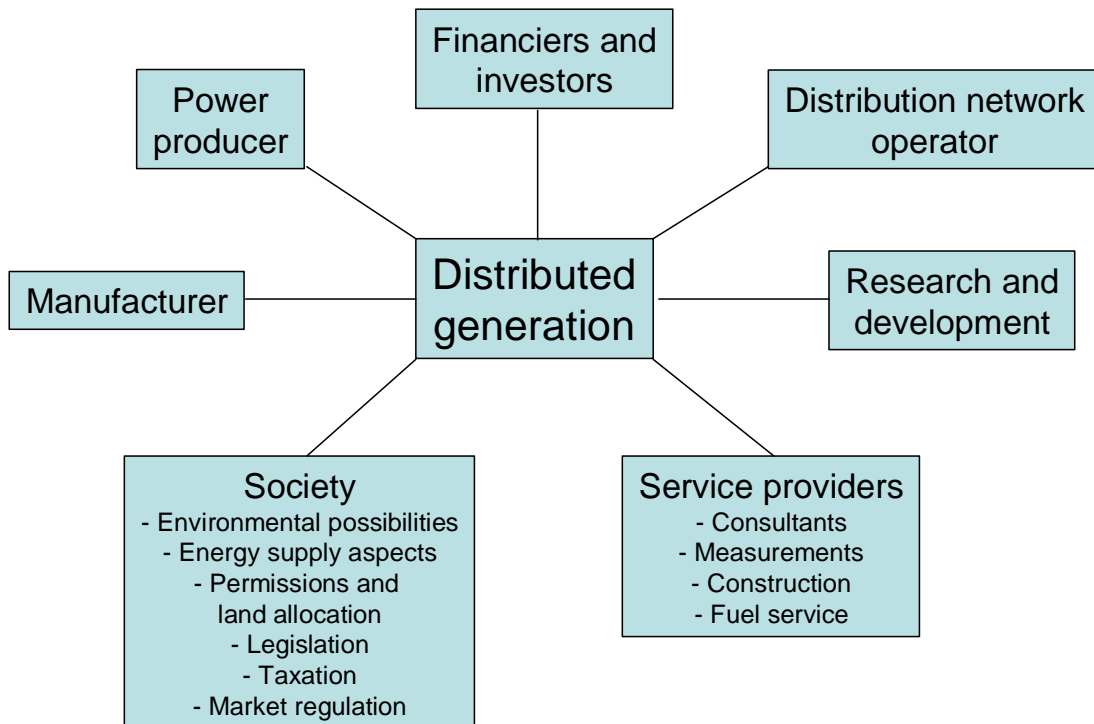 Financiers and
investors
Power
producer
Distribution network
operator
Distributed
generation
Manufacturer
Research and
development
Society
- Environmental possibilities
- Energy supply aspects
- Permissions and
land allocation
- Legislation
- Taxation
- Market regulation
Service providers
- Consultants
- Measurements
- Construction
- Fuel service